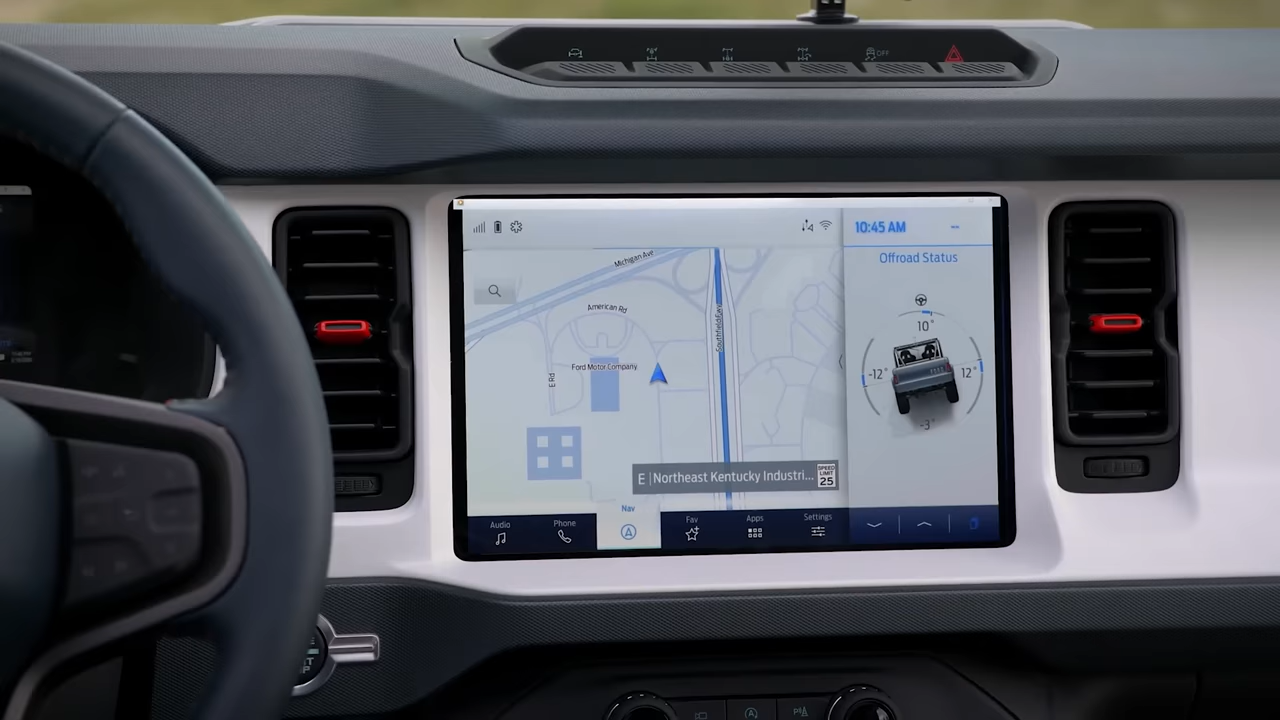 OFF
10:45 AM
Offroad Status
Michigan Ave
American Rd
Southfield Fwy
10°
Ford Motor Company
E Rd
-12°
12°
-3°
E | Northeast Kentucky Industri...
SPEED
LIMIT
25
Nav
Audio
Phone
Fav
Apps
Settings